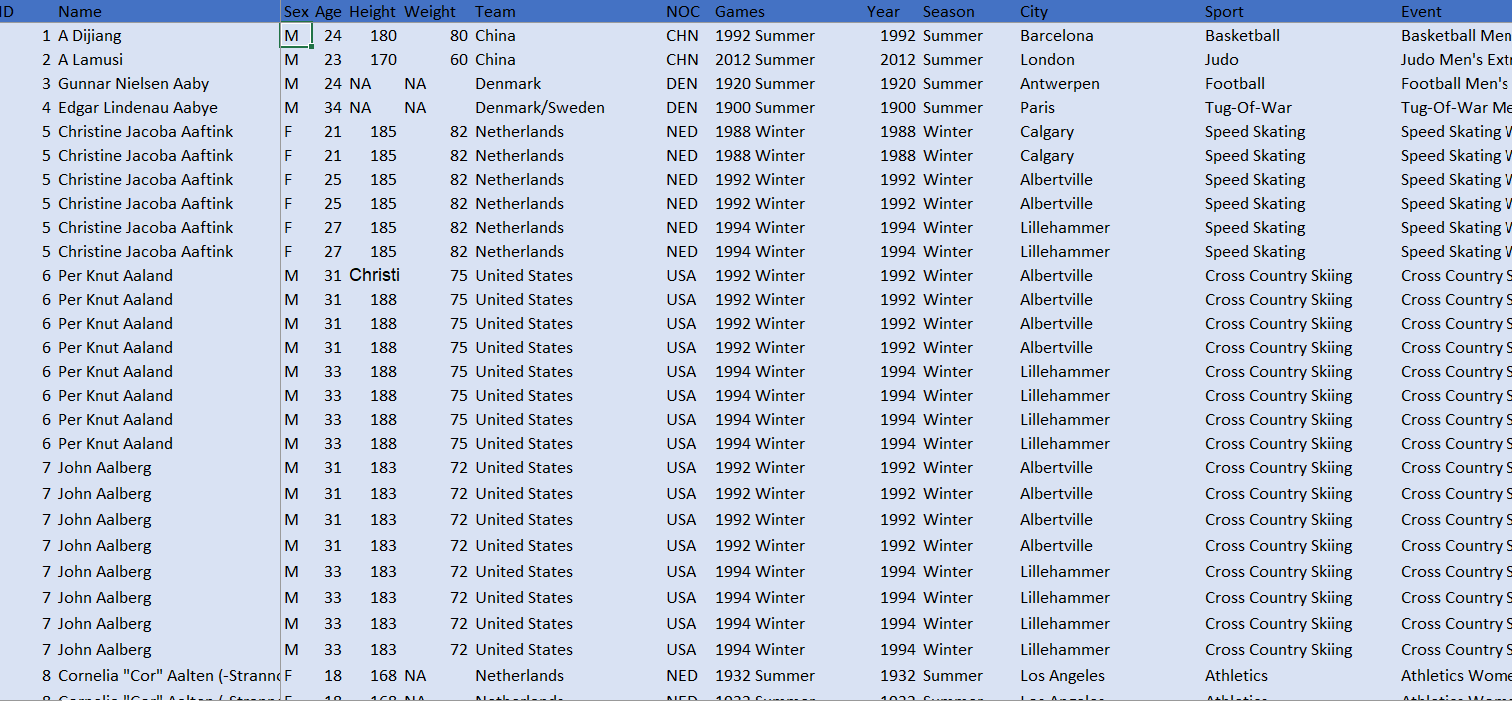 ID Name Sex Age Height Weight Team NOC Games Year Season City Sport Event
1 A Dijiang M 24 180 80 China CHN 1992 Summer 1992 Summer Barcelona Basketball Basketball Men
2 A Lamusi M 23 170 60 China CHN 2012 Summer 2012 Summer London Judo Judo Men's Extr
3 Gunnar Nielsen Aaby M 24 NA NA Denmark DEN 1920 Summer 1920 Summer Antwerpen Football Football Men's
4 Edgar Lindenau Aabye M 34 NA NA Denmark/Sweden DEN 1900 Summer 1900 Summer Paris Tug-Of-War Tug-Of-War Me
5 Christine Jacoba Aaftink F 21 185 82 Netherlands NED 1988 Winter 1988 Winter Calgary Speed Skating Speed Skating W
5 Christine Jacoba Aaftink F 21 185 82 Netherlands NED 1988 Winter 1988 Winter Calgary Speed Skating Speed Skating W
5 Christine Jacoba Aaftink F 25 185 82 Netherlands NED 1992 Winter 1992 Winter Albertville Speed Skating Speed Skating W
5 Christine Jacoba Aaftink F 25 185 82 Netherlands NED 1992 Winter 1992 Winter Albertville Speed Skating Speed Skating W
5 Christine Jacoba Aaftink F 27 185 82 Netherlands NED 1994 Winter 1994 Winter Lillehammer Speed Skating Speed Skating W
5 Christine Jacoba Aaftink F 27 185 82 Netherlands NED 1994 Winter 1994 Winter Lillehammer Speed Skating Speed Skating W
6 Per Knut Aaland M 31 Christi 75 United States USA 1992 Winter 1992 Winter Albertville Cross Country Skiing Cross Country S
6 Per Knut Aaland M 31 188 75 United States USA 1992 Winter 1992 Winter Albertville Cross Country Skiing Cross Country S
6 Per Knut Aaland M 31 188 75 United States USA 1992 Winter 1992 Winter Albertville Cross Country Skiing Cross Country S
6 Per Knut Aaland M 31 188 75 United States USA 1992 Winter 1992 Winter Albertville Cross Country Skiing Cross Country S
6 Per Knut Aaland M 33 188 75 United States USA 1994 Winter 1994 Winter Lillehammer Cross Country Skiing Cross Country S
6 Per Knut Aaland M 33 188 75 United States USA 1994 Winter 1994 Winter Lillehammer Cross Country Skiing Cross Country S
6 Per Knut Aaland M 33 188 75 United States USA 1994 Winter 1994 Winter Lillehammer Cross Country Skiing Cross Country S
6 Per Knut Aaland M 33 188 75 United States USA 1994 Winter 1994 Winter Lillehammer Cross Country Skiing Cross Country S
7 John Aalberg M 31 183 72 United States USA 1992 Winter 1992 Winter Albertville Cross Country Skiing Cross Country S
7 John Aalberg M 31 183 72 United States USA 1992 Winter 1992 Winter Albertville Cross Country Skiing Cross Country S
7 John Aalberg M 31 183 72 United States USA 1992 Winter 1992 Winter Albertville Cross Country Skiing Cross Country S
7 John Aalberg M 31 183 72 United States USA 1992 Winter 1992 Winter Albertville Cross Country Skiing Cross Country S
7 John Aalberg M 33 183 72 United States USA 1994 Winter 1994 Winter Lillehammer Cross Country Skiing Cross Country S
7 John Aalberg M 33 183 72 United States USA 1994 Winter 1994 Winter Lillehammer Cross Country Skiing Cross Country S
7 John Aalberg M 33 183 72 United States USA 1994 Winter 1994 Winter Lillehammer Cross Country Skiing Cross Country S
7 John Aalberg M 33 183 72 United States USA 1994 Winter 1994 Winter Lillehammer Cross Country Skiing Cross Country S
8 Cornelia "Cor" Aalten (-Stranno F 18 168 NA Netherlands NED 1932 Summer 1932 Summer Los Angeles Athletics Athletics Wome